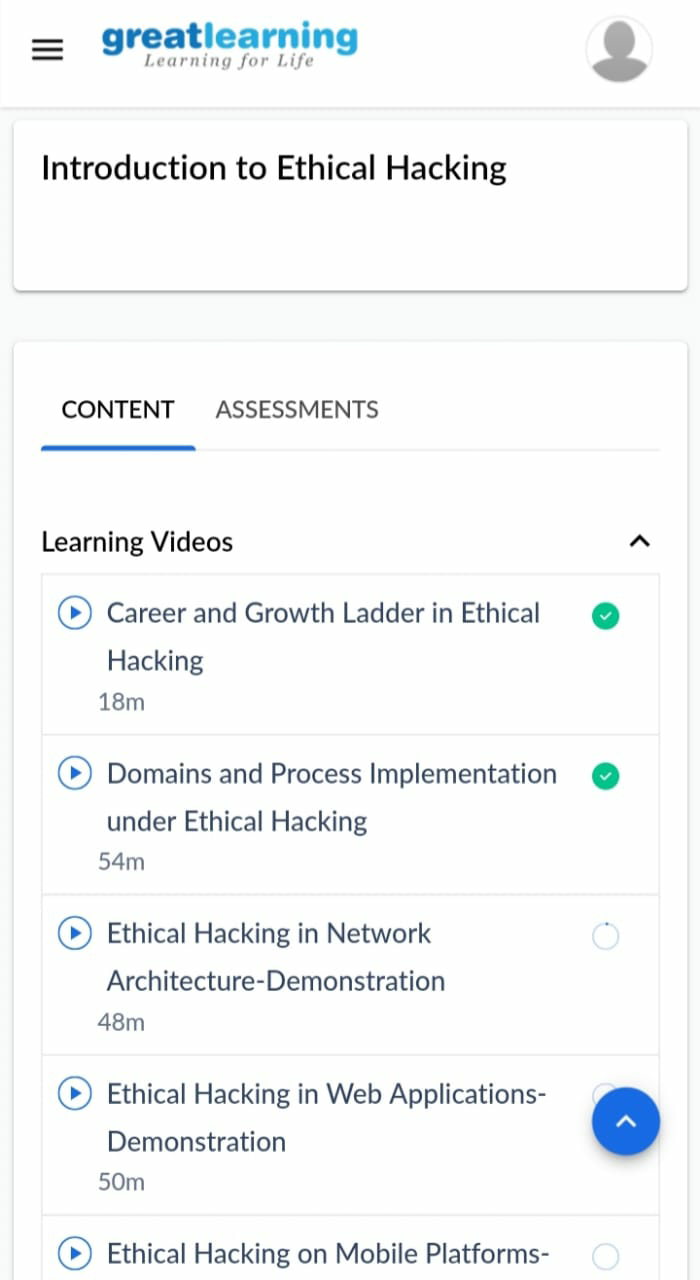 greatlearning
Learning for Life
Introduction to Ethical Hacking
CONTENT ASSESSMENTS
Learning Videos
Career and Growth Ladder in Ethical
Hacking
18m
Domains and Process Implementation
under Ethical Hacking
54m
Ethical Hacking in Network
Architecture-Demonstration
48m
Ethical Hacking in Web Applications-
Demonstration
50m
Ethical Hacking on Mobile Platforms-